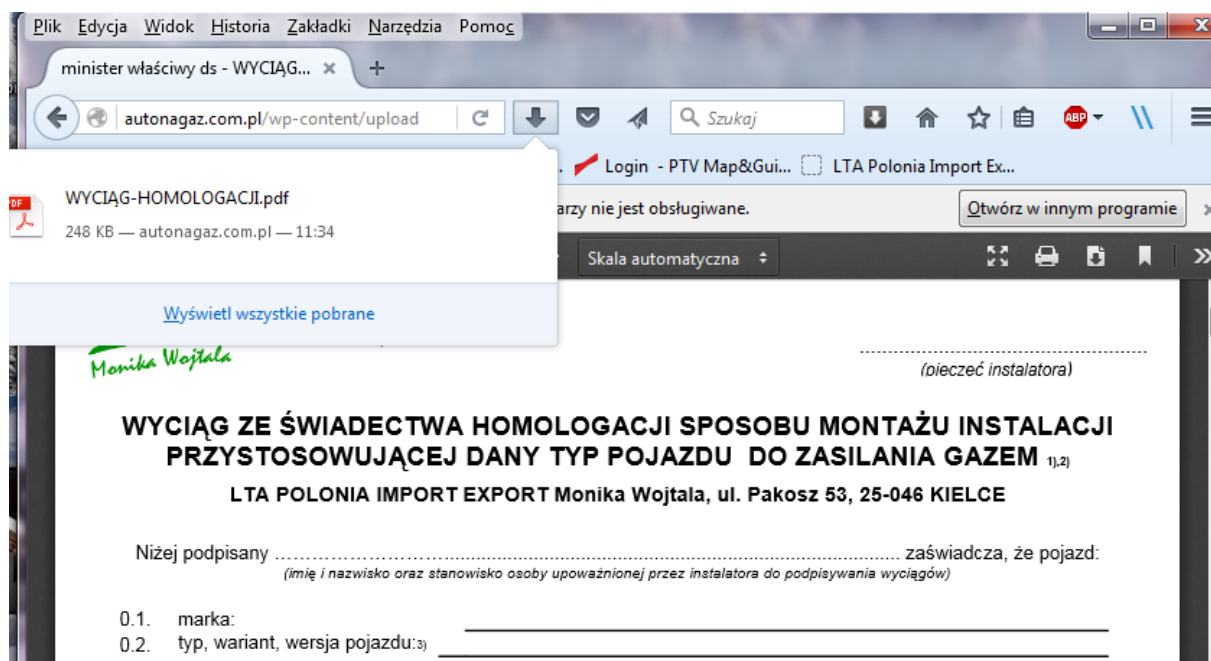 Plik Edycja Widok Historia Zakładki Narzędzia Pomoc
minister właściwy ds - WYCIĄG... × +
autonagaz.com.pl/wp-content/upload Szukaj ABP
Login - PTV Map&Gui... LTA Polonia Import Ex...
WYCIĄG-HOMOLOGACJI.pdf
248 KB — autonagaz.com.pl — 11:34
Wyświetl wszystkie pobrane
arzy nie jest obsługiwane. Otwórz w innym programie ×
Skala automatyczna
Monika Wojtala
(pieczeć instalatora)
WYCIĄG ZE ŚWIADECTWA HOMOLOGACJI SPOSOBU MONTAŻU INSTALACJI
PRZYSTOSOWUJĄCEJ DANY TYP POJAZDU DO ZASILANIA GAZEM 1),2)
LTA POLONIA IMPORT EXPORT Monika Wojtala, ul. Pakosz 53, 25-046 KIELCE
Niżej podpisany ................................................................ zaświadcza, że pojazd:
(imię i nazwisko oraz stanowisko osoby upoważnionej przez instalatora do podpisywania wyciągów)
0.1. marka:
0.2. typ, wariant, wersja pojazdu:3)